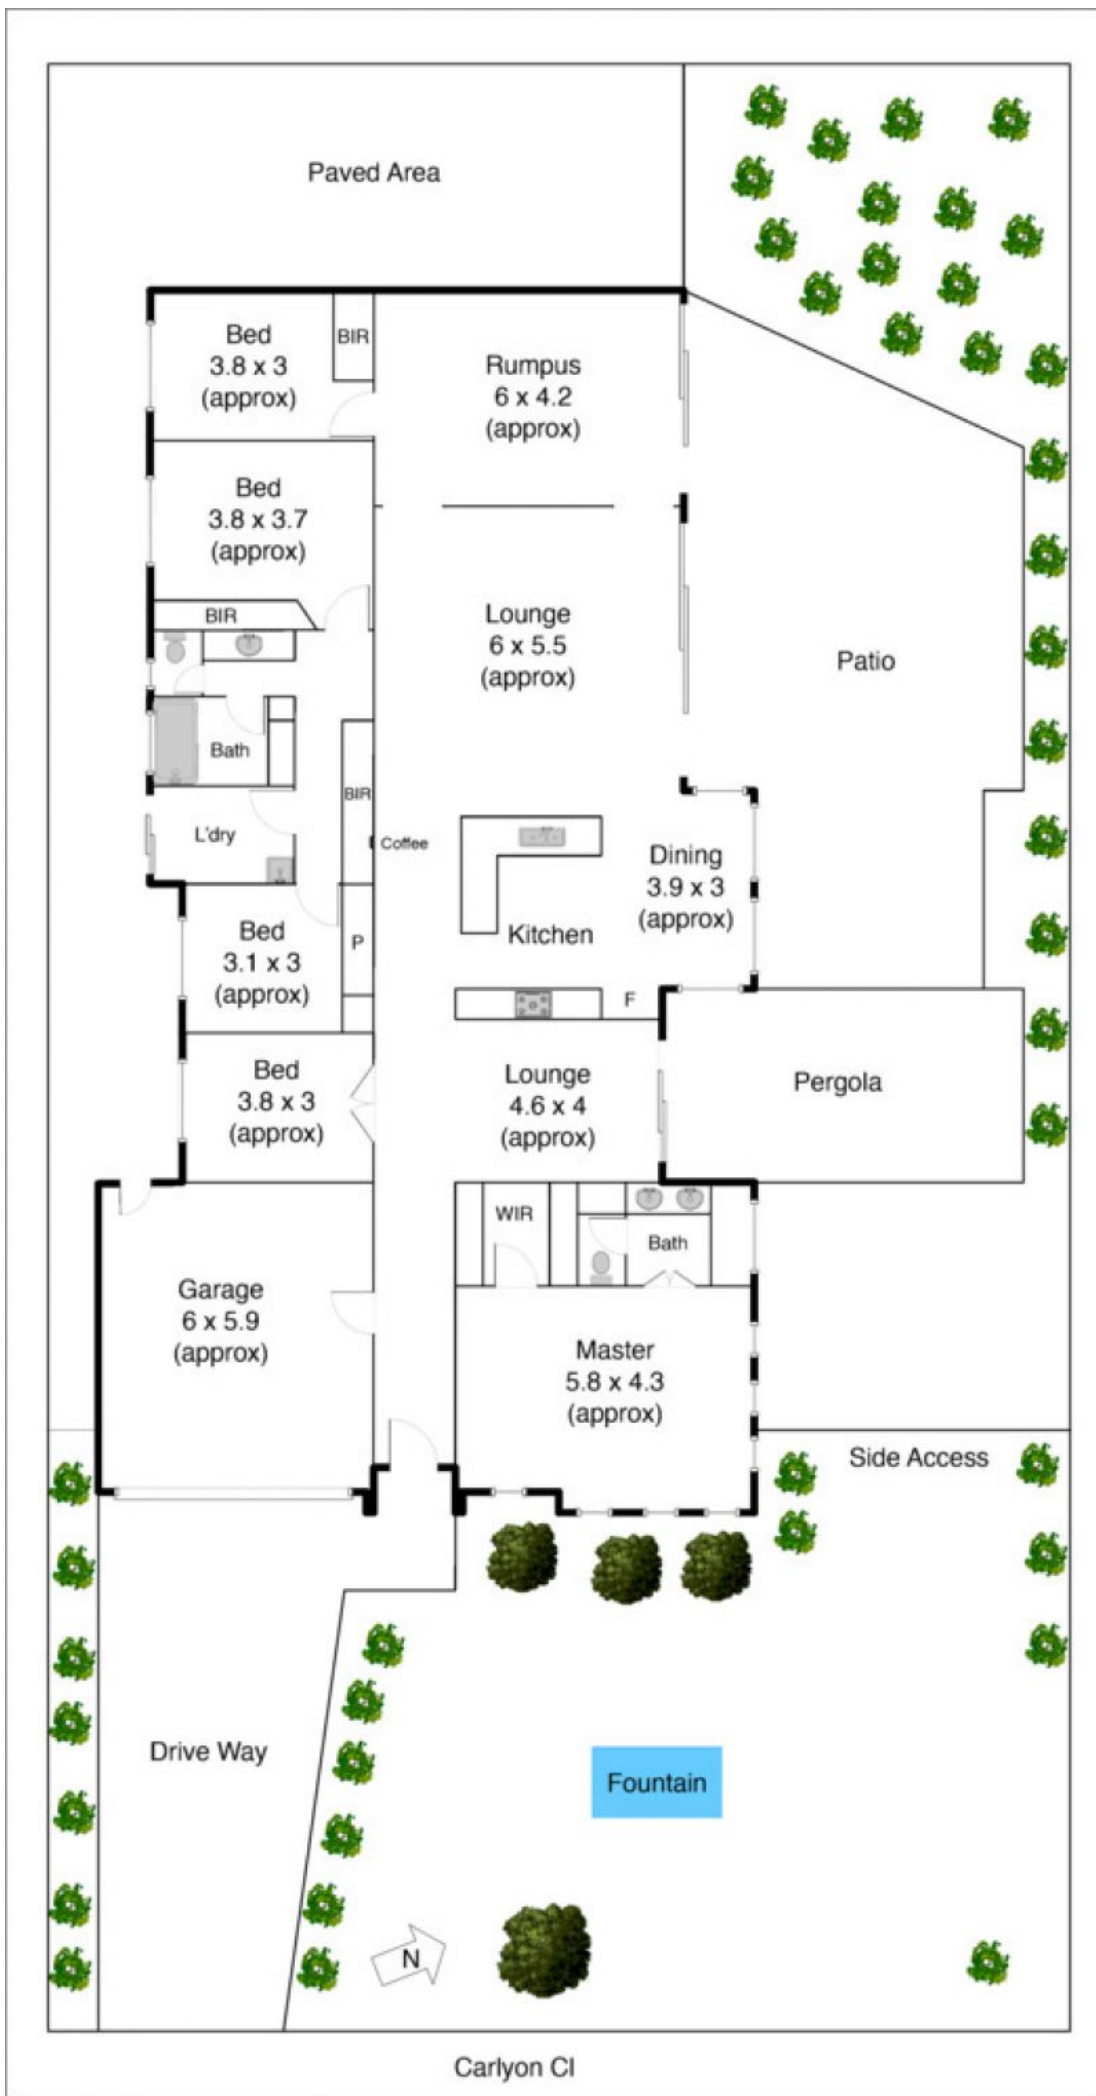 Paved Area
Bed
3.8 x 3
(approx)
BIR
Rumpus
6 x 4.2
(approx)
Bed
3.8 x 3.7
(approx)
BIR
Lounge
6 x 5.5
(approx)
Patio
Bath
BIR
L'dry
Coffee
Dining
3.9 x 3
(approx)
Kitchen
Bed
3.1 x 3
(approx)
P
F
Bed
3.8 x 3
(approx)
Lounge
4.6 x 4
(approx)
Pergola
WIR
Bath
Garage
6 x 5.9
(approx)
Master
5.8 x 4.3
(approx)
Side Access
Drive Way
Fountain
N
Carlyon Cl